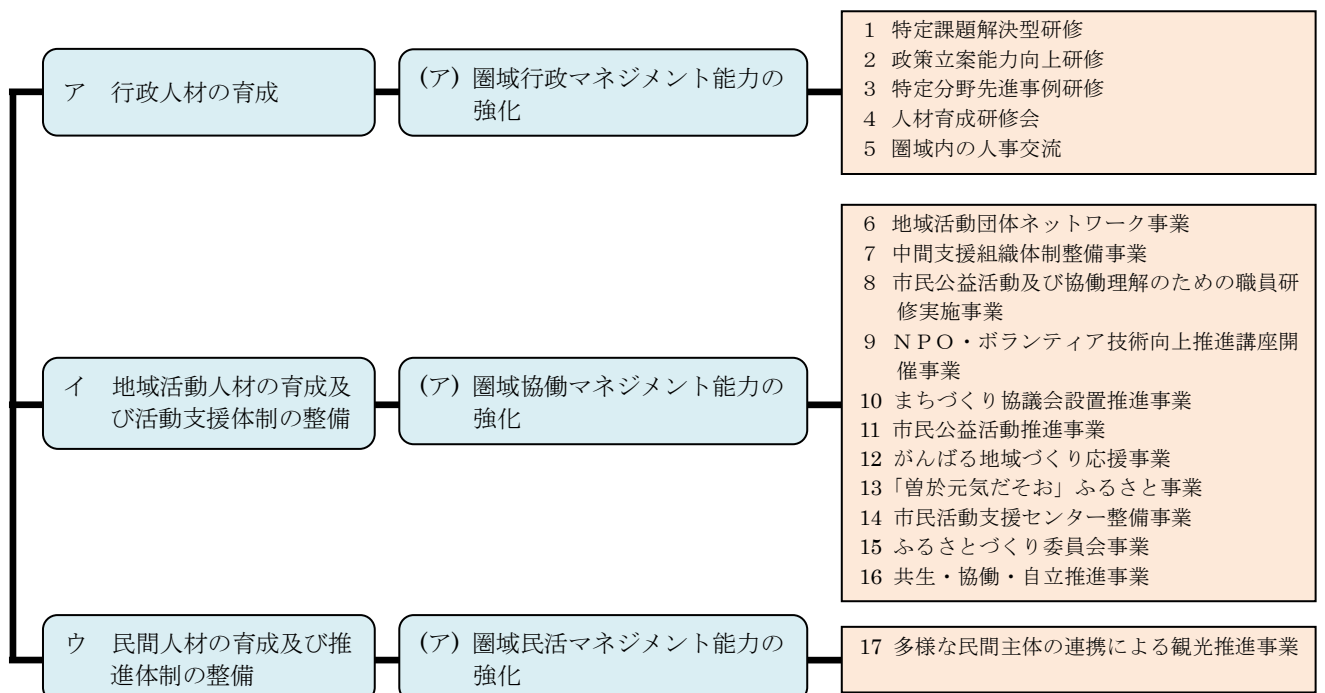 ア 行政人材の育成
(ア) 圏域行政マネジメント能力の
強化
1 特定課題解決型研修
2 政策立案能力向上研修
3 特定分野先進事例研修
4 人材育成研修会
5 圏域内の人事交流
イ 地域活動人材の育成及
び活動支援体制の整備
(ア) 圏域協働マネジメント能力の
強化
6 地域活動団体ネットワーク事業
7 中間支援組織体制整備事業
8 市民公益活動及び協働理解のための職員研
修実施事業
9 NPO・ボランティア技術向上推進講座開
催事業
10 まちづくり協議会設置推進事業
11 市民公益活動推進事業
12 がんばる地域づくり応援事業
13「曽於元気だそお」ふるさと事業
14 市民活動支援センター整備事業
15 ふるさとづくり委員会事業
16 共生・協働・自立推進事業
ウ 民間人材の育成及び推
進体制の整備
(ア) 圏域民活マネジメント能力の
強化
17 多様な民間主体の連携による観光推進事業